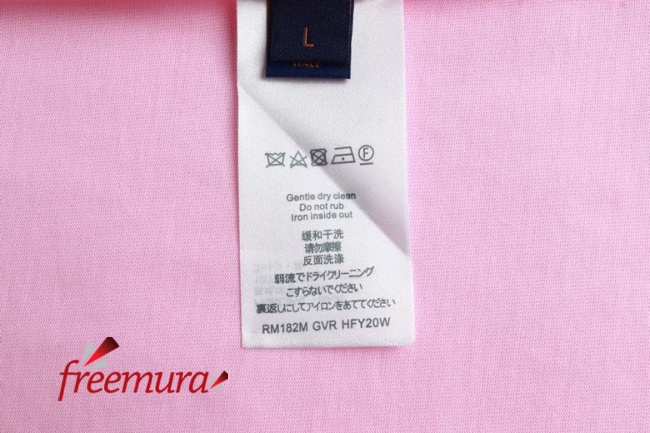 L
ITALY
Gentle dry clean
Do not rub
Iron inside out
缓和干洗
请勿摩擦
反面洗涤
弱流でドライクリーニング
こすらないでください
裏返しにしてアイロンをあててください
RM182M GVR HFY20W
freemura